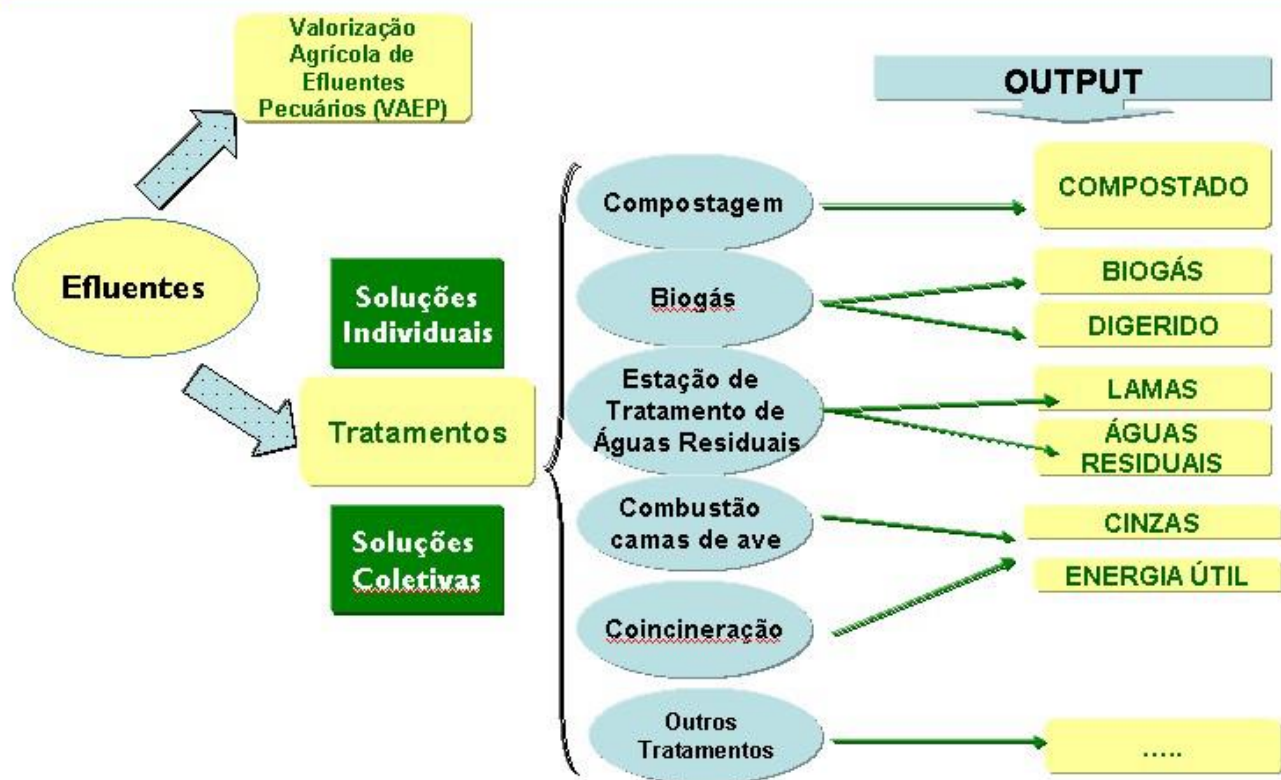 Valorização
Agrícola de
Efluentes
Pecuários (VAEP)
OUTPUT
Efluentes
Soluções
Individuais
Tratamentos
Soluções
Coletivas
Compostagem
COMPOSTADO
Biogás
BIOGÁS
DIGERIDO
Estação de
Tratamento de
Águas Residuais
LAMAS
ÁGUAS
RESIDUAIS
Combustão
camas de ave
CINZAS
ENERGIA ÚTIL
Coincineração
Outros
Tratamentos
.....